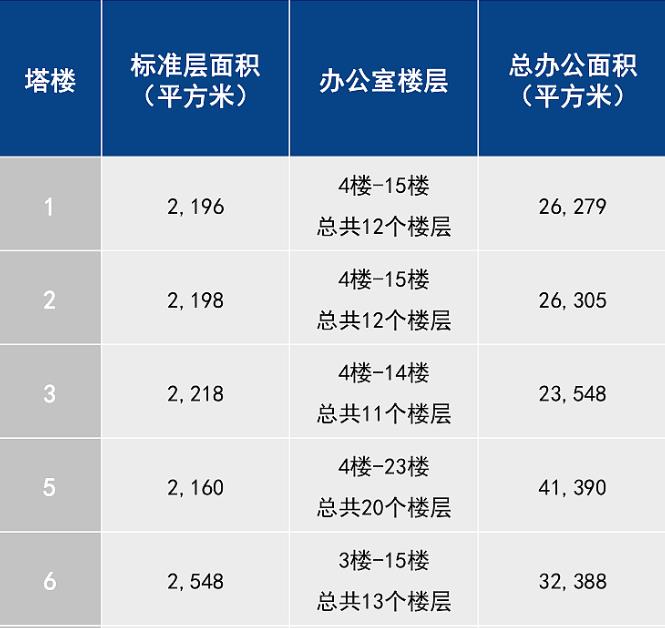 塔楼
标准层面积
（平方米）
办公室楼层
总办公面积
（平方米）
1
2,196
4楼-15楼
总共12个楼层
26,279
2
2,198
4楼-15楼
总共12个楼层
26,305
3
2,218
4楼-14楼
总共11个楼层
23,548
5
2,160
4楼-23楼
总共20个楼层
41,390
6
2,548
3楼-15楼
总共13个楼层
32,388